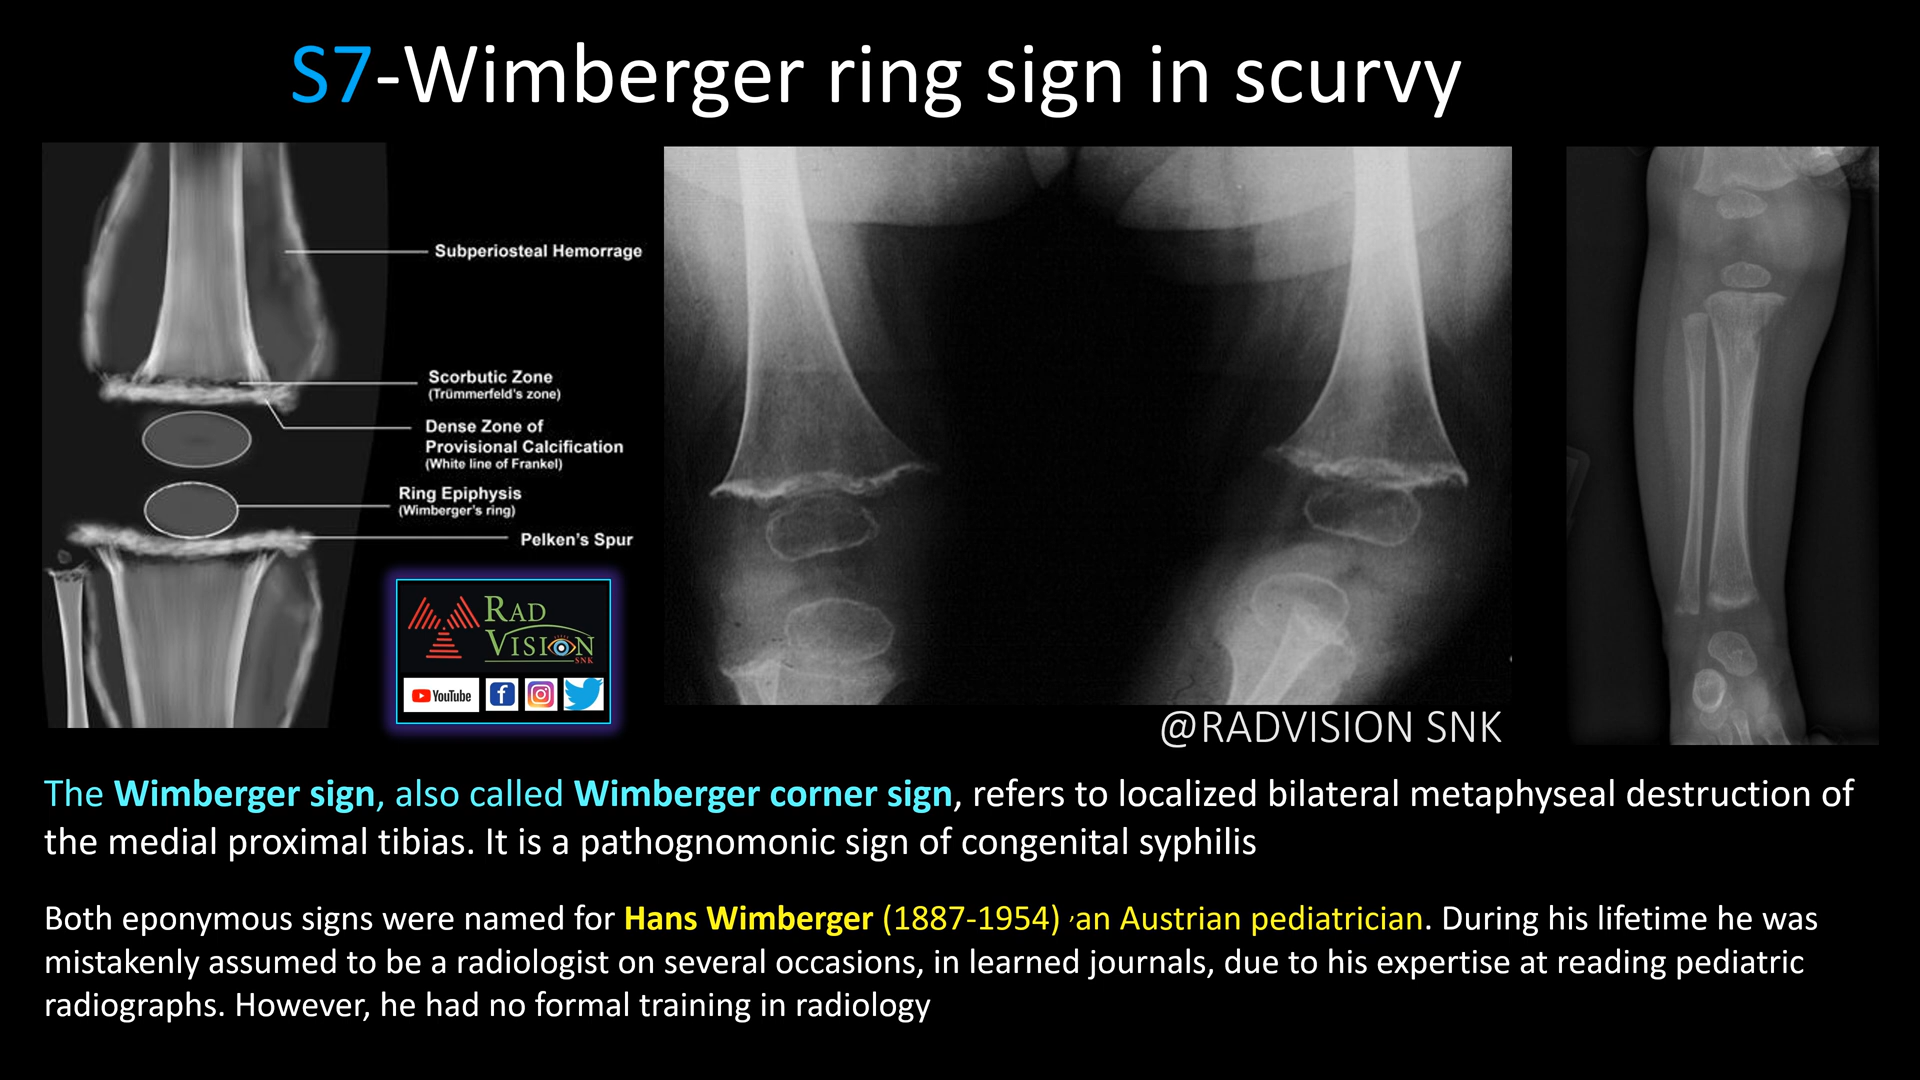 S7-Wimberger ring sign in scurvy
Subperiosteal Hemorrage
Scorbutic Zone
(Trümmerfeld's zone)
Dense Zone of
Provisional Calcification
(White line of Frankel)
Ring Epiphysis
(Wimberger's ring)
Pelken's Spur
RAD
VISION
SNK
YouTube
@RADVISION SNK
The Wimberger sign, also called Wimberger corner sign, refers to localized bilateral metaphyseal destruction of
the medial proximal tibias. It is a pathognomonic sign of congenital syphilis
Both eponymous signs were named for Hans Wimberger (1887-1954) ,an Austrian pediatrician. During his lifetime he was
mistakenly assumed to be a radiologist on several occasions, in learned journals, due to his expertise at reading pediatric
radiographs. However, he had no formal training in radiology